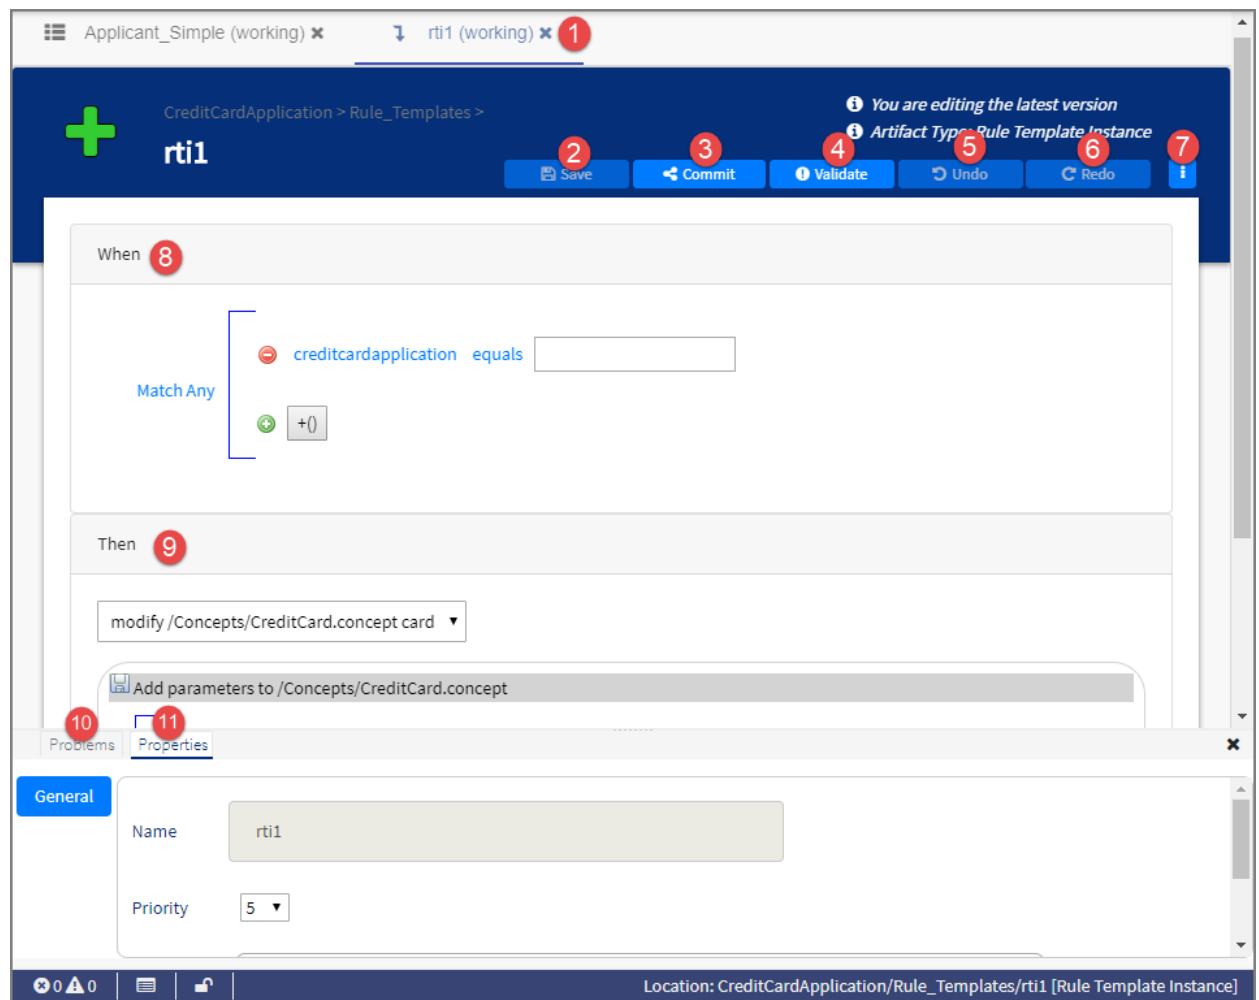 Applicant_Simple (working) ✖ rti1 (working) ✖ 1
CreditCardApplication > Rule_Templates >
rti1
You are editing the latest version
Artifact Type: Rule Template Instance
2 3 4 5 6 7
Save Commit Validate Undo Redo
When 8
creditcardapplication equals
Match Any
+()
Then 9
modify /Concepts/CreditCard.concept card
Add parameters to /Concepts/CreditCard.concept
10 11
Problems Properties
General
Name rti1
Priority 5
0 0 Location: CreditCardApplication/Rule_Templates/rti1 [Rule Template Instance]